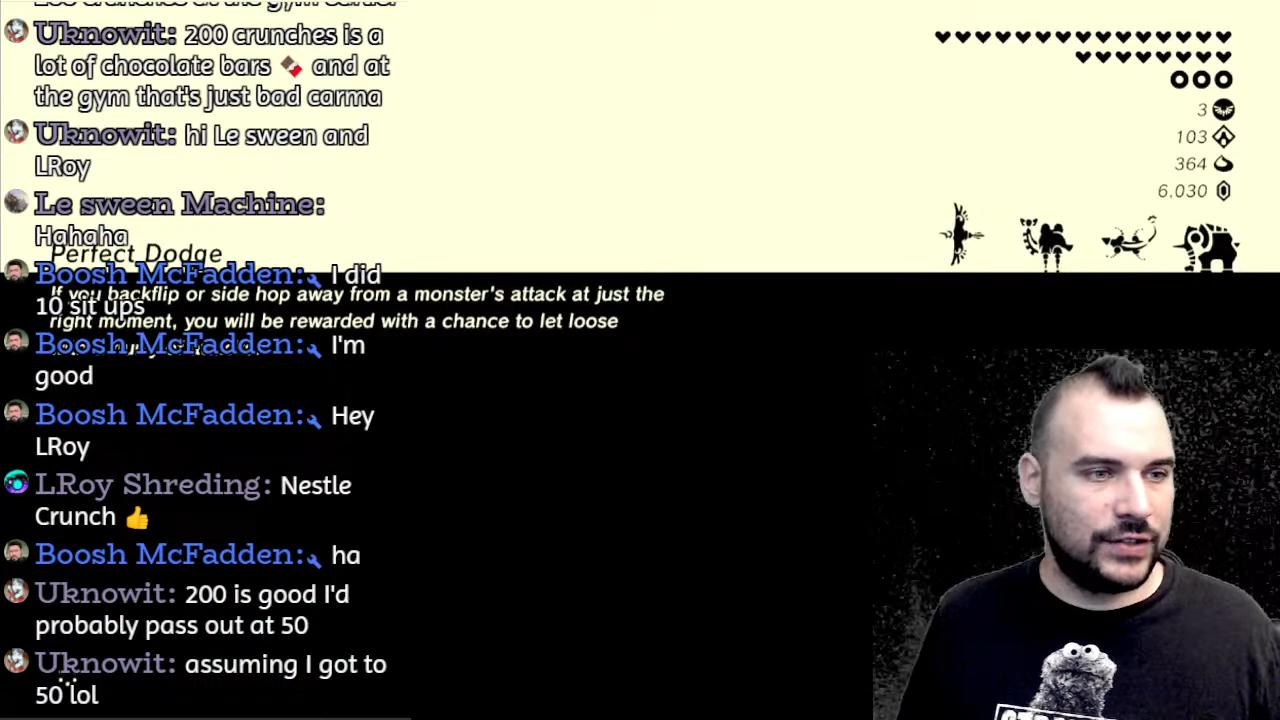 Uknowit: 200 crunches is a
lot of chocolate bars 🍫 and at
the gym that's just bad carma
Uknowit: hi Le sween and
LRoy
Le sween Machine:
Hahaha
Boosh McFadden: I did
10 sit ups
Boosh McFadden: I'm
good
Boosh McFadden: Hey
LRoy
LRoy Shreding: Nestle
Crunch 👍
Boosh McFadden: ha
Uknowit: 200 is good I'd
probably pass out at 50
Uknowit: assuming I got to
50 lol
Perfect Dodge
If you backflip or side hop away from a monster's attack at just the
right moment, you will be rewarded with a chance to let loose
3
103
364
6,030